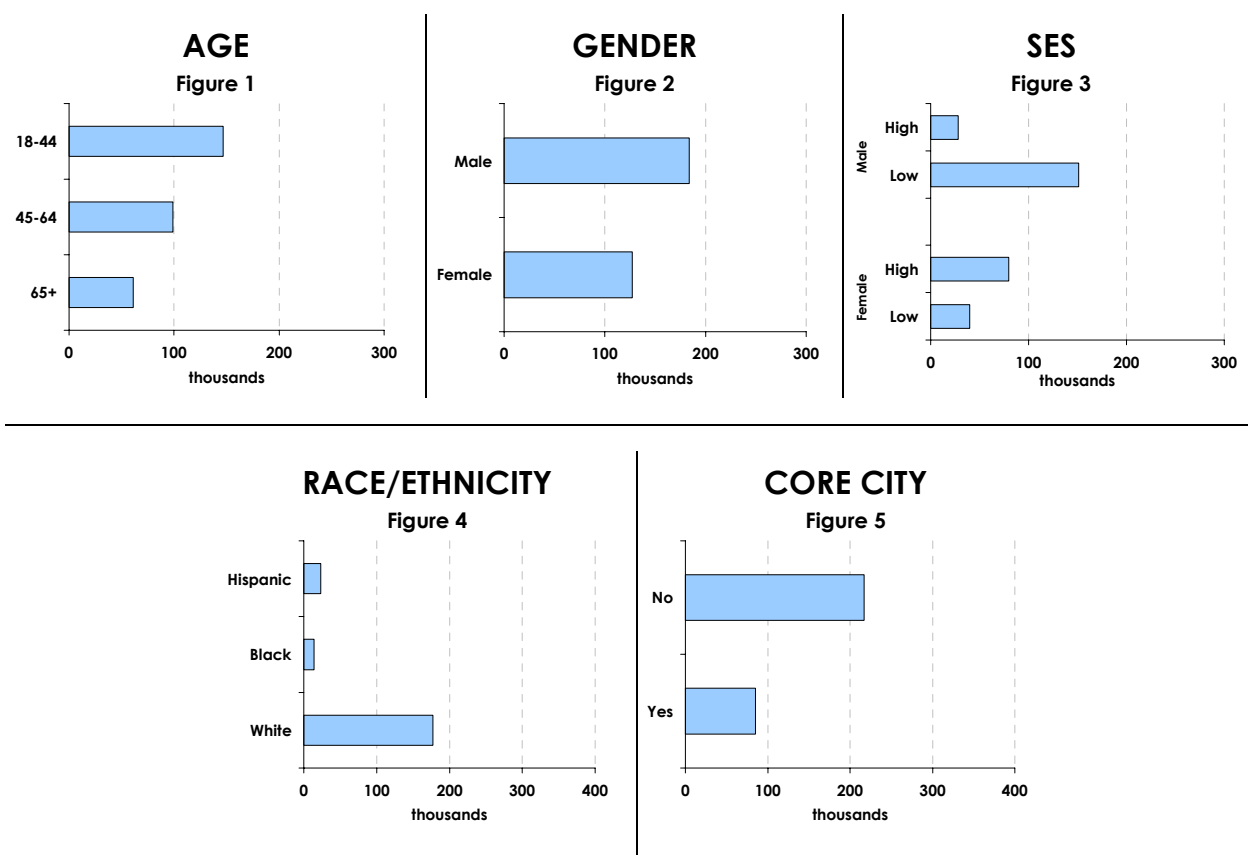 AGE
Figure 1
18-44
45-64
65+
0 100 200 300
thousands
GENDER
Figure 2
Male
Female
0 100 200 300
thousands
SES
Figure 3
Male
High
Low
Female
High
Low
0 100 200 300
thousands
RACE/ETHNICITY
Figure 4
Hispanic
Black
White
0 100 200 300 400
thousands
CORE CITY
Figure 5
No
Yes
0 100 200 300 400
thousands